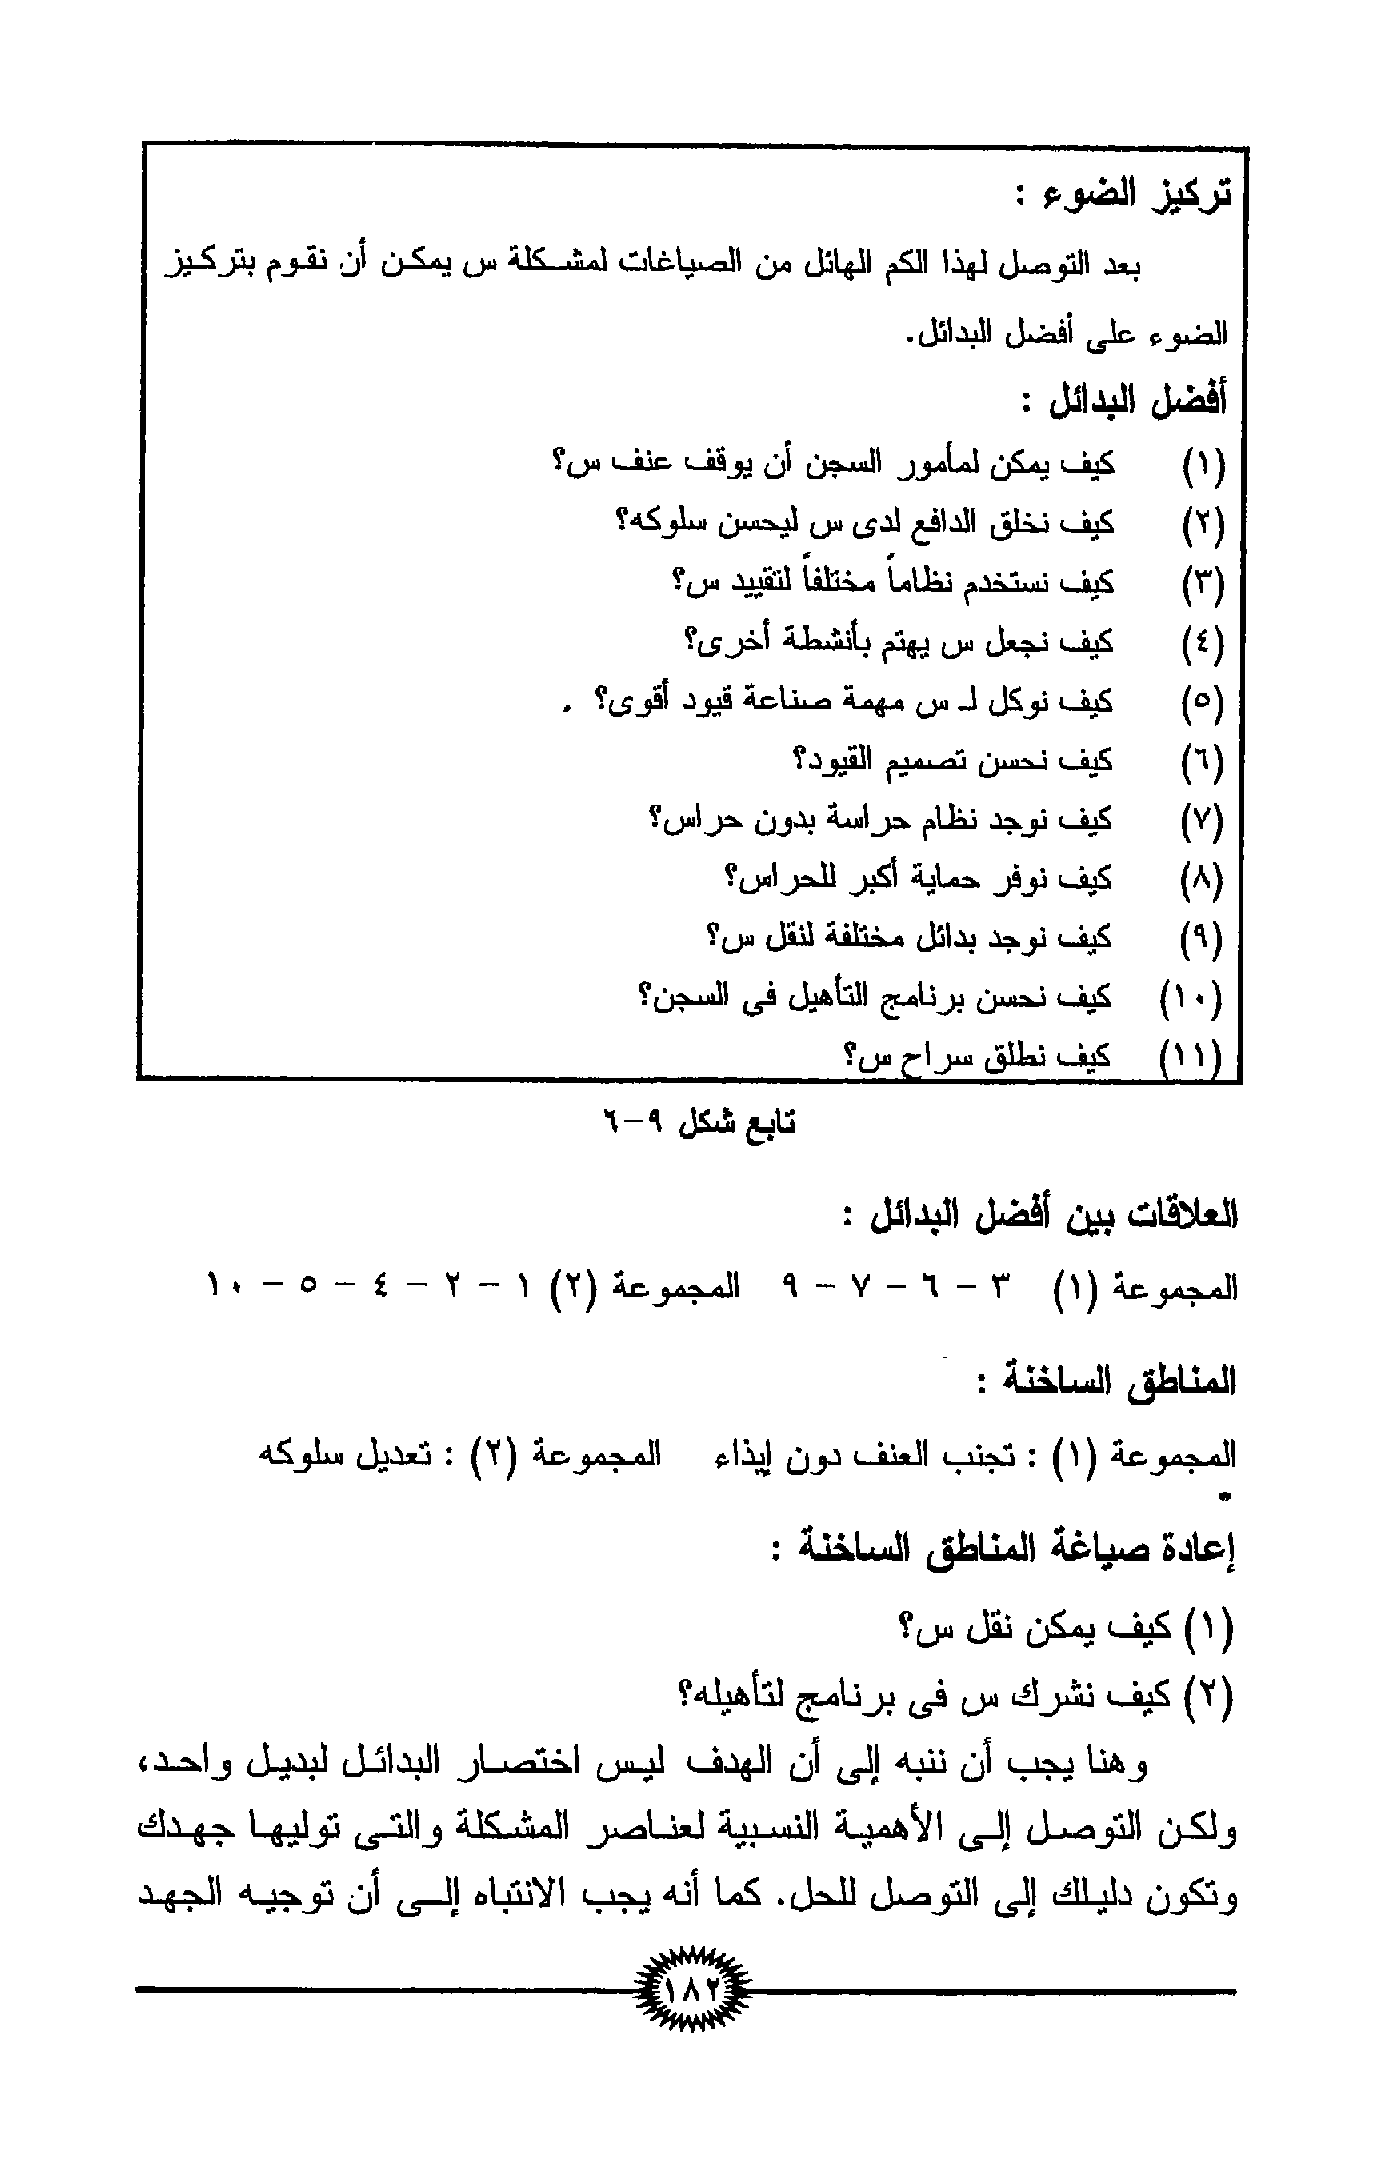 تركيز الضوء :
بعد التوصل لهذا الكم الهائل من الصياغات لمشكلة س يمكن أن نقوم بتركيز
الضوء على أفضل البدائل.
أفضل البدائل :
(١) كيف يمكن لمأمور السجن أن يوقف عنف س؟
(٢) كيف نخلق الدافع لدى س ليحسن سلوكه؟
(٣) كيف نستخدم نظاماً مختلفاً لتقييد س؟
(٤) كيف نجعل س يهتم بأنشطة أخرى؟
(٥) كيف نوكل لـ س مهمة صناعة قيود أقوى؟ .
(٦) كيف نحسن تصميم القيود؟
(٧) كيف نوجد نظام حراسة بدون حراس؟
(٨) كيف نوفر حماية أكبر للحراس؟
(٩) كيف نوجد بدائل مختلفة لنقل س؟
(١٠) كيف نحسن برنامج التأهيل فى السجن؟
(١١) كيف نطلق سراح س؟
تابع شكل ٩-٦
العلاقات بين أفضل البدائل :
المجموعة (١) ٣ - ٦ - ٧ - ٩ المجموعة (٢) ١ - ٢ - ٤ - ٥ - ١٠
المناطق الساخنة :
المجموعة (١) : تجنب العنف دون إيذاء المجموعة (٢) : تعديل سلوكه
إعادة صياغة المناطق الساخنة :
(١) كيف يمكن نقل س؟
(٢) كيف نشرك س فى برنامج لتأهيله؟
وهنا يجب أن ننبه إلى أن الهدف ليس اختصار البدائل لبديل واحد،
ولكن التوصل إلى الأهمية النسبية لعناصر المشكلة والتى توليها جهدك
وتكون دليلك إلى التوصل للحل. كما أنه يجب الانتباه إلى أن توجيه الجهد
١٨٢